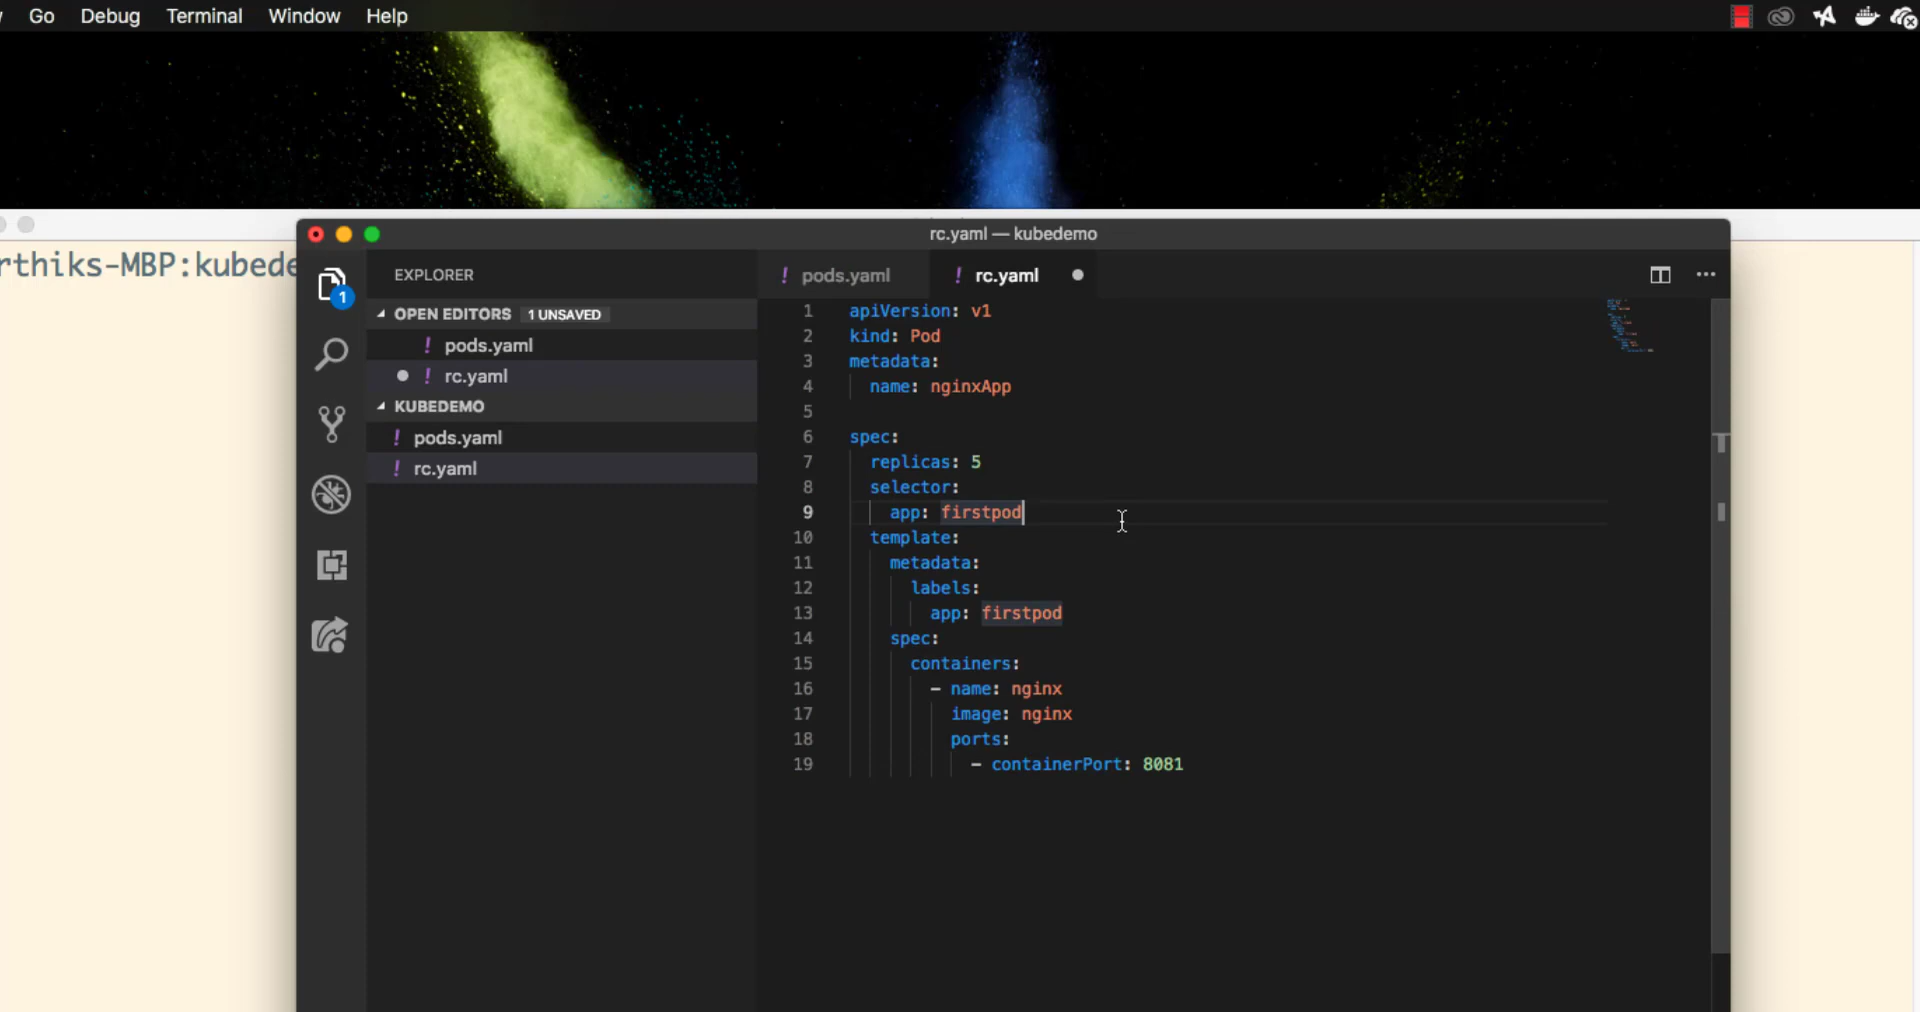 Go Debug Terminal Window Help
rc.yaml — kubedemo
rthiks-MBP:kubede
EXPLORER
OPEN EDITORS 1 UNSAVED
! pods.yaml
! rc.yaml
KUBEDEMO
! pods.yaml
! rc.yaml
1
! pods.yaml
! rc.yaml
1 apiVersion: v1
2 kind: Pod
3 metadata:
4 name: nginxApp
5
6 spec:
7 replicas: 5
8 selector:
9 app: firstpod
10 template:
11 metadata:
12 labels:
13 app: firstpod
14 spec:
15 containers:
16 - name: nginx
17 image: nginx
18 ports:
19 - containerPort: 8081